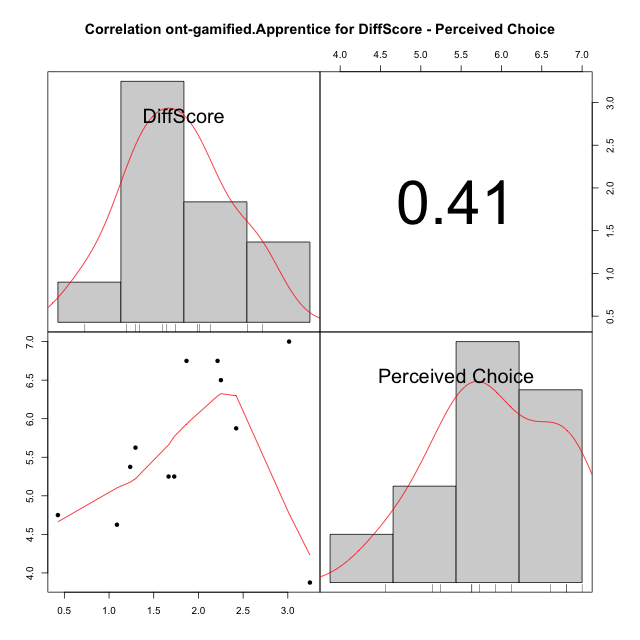 Correlation ont-gamified.Apprentice for DiffScore - Perceived Choice
4.0 4.5 5.0 5.5 6.0 6.5 7.0
DiffScore
0.41
3.0
2.5
2.0
1.5
1.0
0.5
7.0
6.5
6.0
5.5
5.0
4.5
4.0
Perceived Choice
0.5 1.0 1.5 2.0 2.5 3.0